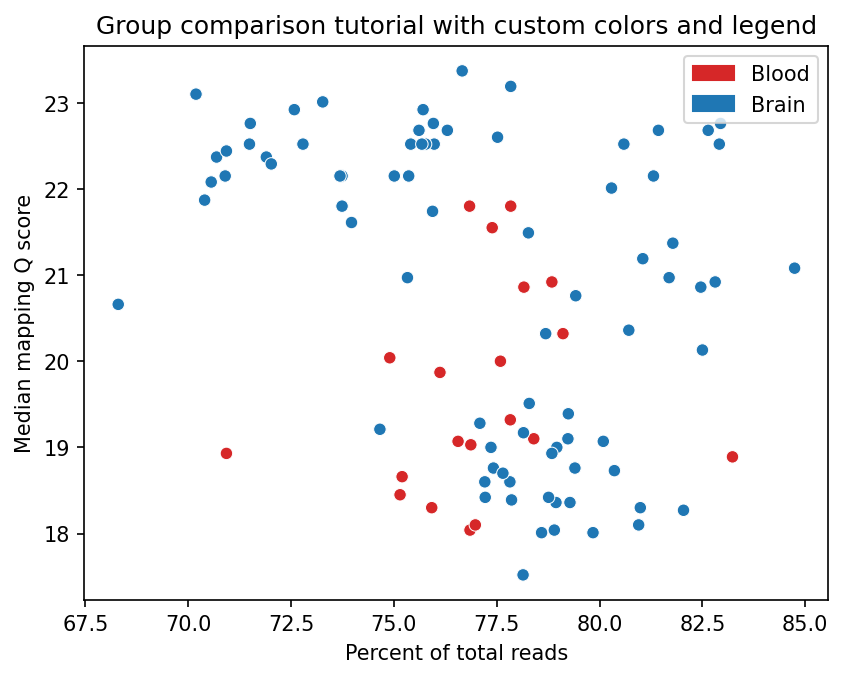 Group comparison tutorial with custom colors and legend
Blood
Brain
Median mapping Q score
23
22
21
20
19
18
67.5 70.0 72.5 75.0 77.5 80.0 82.5 85.0
Percent of total reads